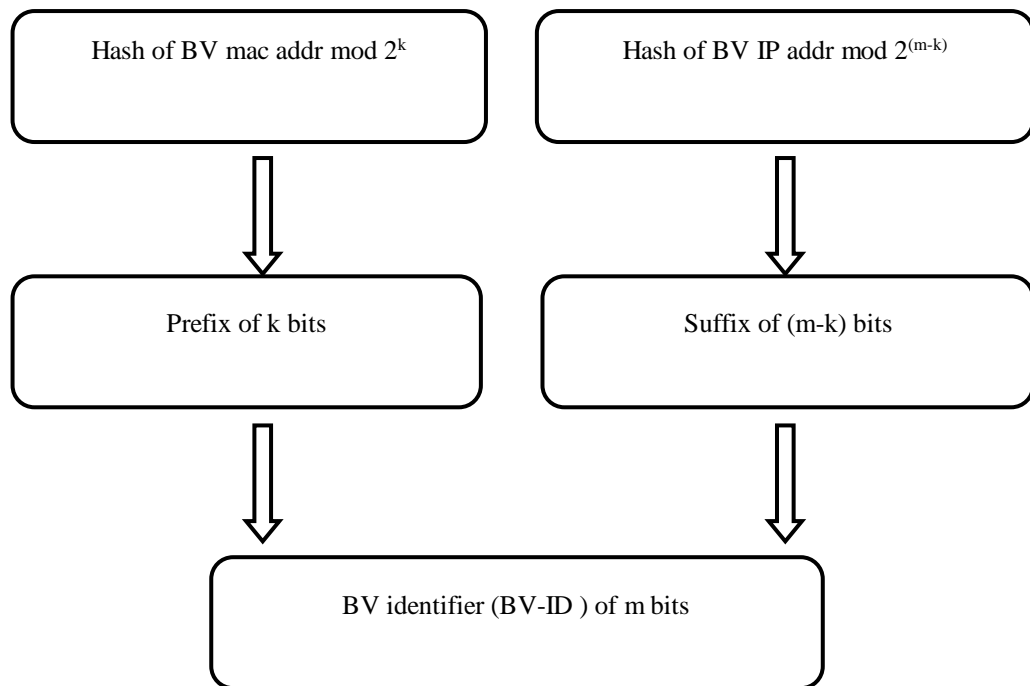 Hash of BV mac addr mod 2^k
Hash of BV IP addr mod 2^(m-k)
Prefix of k bits
Suffix of (m-k) bits
BV identifier (BV-ID ) of m bits